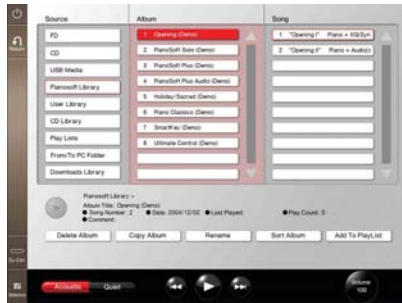 Source
Album
Song
FD
CD
USB Media
Pianosoft Library
User Library
CD Library
Play Lists
From/To PC Folder
Downloads Library
1 Opening (Demo)
2 PianoSoft Solo (Demo)
3 PianoSoft Plus (Demo)
4 PianoSoft Plus Audio (Demo)
5 Holiday/Sacred (Demo)
6 Piano Classics (Demo)
7 SmartKey (Demo)
8 Ultimate Control (Demo)
1 "Opening I" Piano + XG/Syn
2 "Opening II" Piano + Audio
Return
Pianosoft Library >
Album Title: Opening (Demo)
● Song Number: 2 ● Date: 2004/12/02 ● Last Played: ● Play Count: 0
● Comment:
Delete Album
Copy Album
Rename
Sort Album
Add To PlayList
Acoustic
Quiet
Volume
100
Balance